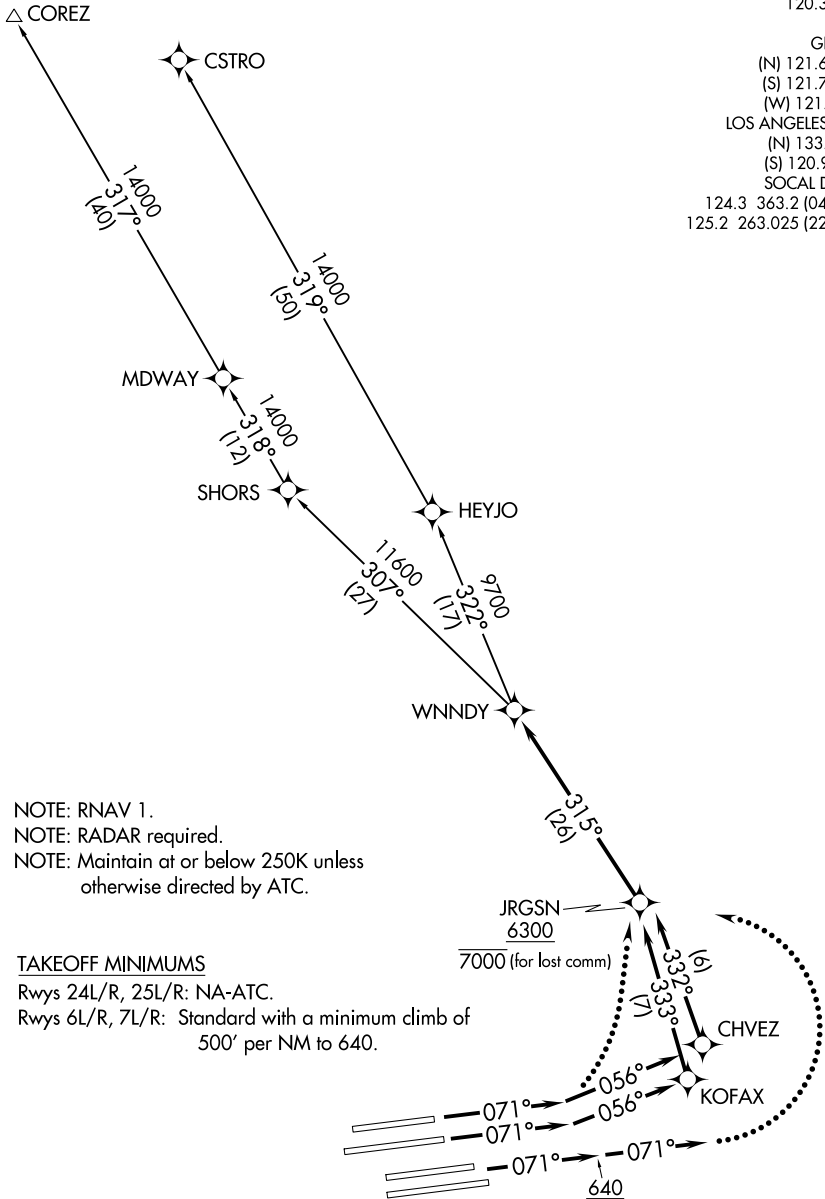 COREZ
CSTRO
120.3
(N) 121.6
(S) 121.7
(W) 121.
LOS ANGELES
(N) 133.
(S) 120.9
SOCAL D
124.3 363.2 (04
125.2 263.025 (22
14000
317°
(40)
14000
319°
(50)
MDWAY
14000
318°
(12)
SHORS
HEYJO
11600
307°
(27)
9700
322°
(17)
WNNDY
315°
(26)
NOTE: RNAV 1.
NOTE: RADAR required.
NOTE: Maintain at or below 250K unless
otherwise directed by ATC.
JRGSN
6300
7000 (for lost comm)
(6)
332°
333°
(7)
TAKEOFF MINIMUMS
Rwys 24L/R, 25L/R: NA-ATC.
Rwys 6L/R, 7L/R: Standard with a minimum climb of
500' per NM to 640.
CHVEZ
KOFAX
071°
056°
071°
056°
071°
071°
640